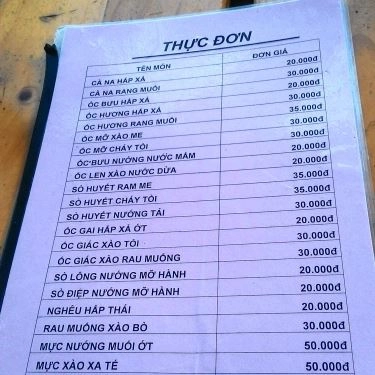 THỰC ĐƠN
TÊN MÓN ĐƠN GIÁ
CÀ NA HẤP XẢ 20.000đ
CÀ NA RANG MUỐI 30.000đ
ỐC BƯU HẤP XẢ 20.000đ
ỐC HƯƠNG HẤP XẢ 30.000đ
ỐC HƯƠNG RANG MUỐI 35.000đ
ỐC MỠ XÀO ME 30.000đ
ỐC MỠ CHÁY TỎI 30.000đ
ỐC BƯU NƯỚNG NƯỚC MẮM 20.000đ
ỐC LEN XÀO NƯỚC DỪA 20.000đ
SÒ HUYẾT RAM ME 35.000đ
SÒ HUYẾT CHÁY TỎI 35.000đ
SÒ HUYẾT NƯỚNG TÁI 30.000đ
ỐC GAI HẤP XẢ ỚT 20.000đ
ỐC GIÁC XÀO TỎI 30.000đ
ỐC GIÁC XÀO RAU MUỐNG 30.000đ
SÒ LÔNG NƯỚNG MỠ HÀNH 20.000đ
SÒ ĐIỆP NƯỚNG MỠ HÀNH 20.000đ
NGHÊU HẤP THÁI 20.000đ
RAU MUỐNG XÀO BÒ 30.000đ
MỰC NƯỚNG MUỐI ỚT 50.000đ
MỰC XÀO XA TẾ 50.000đ